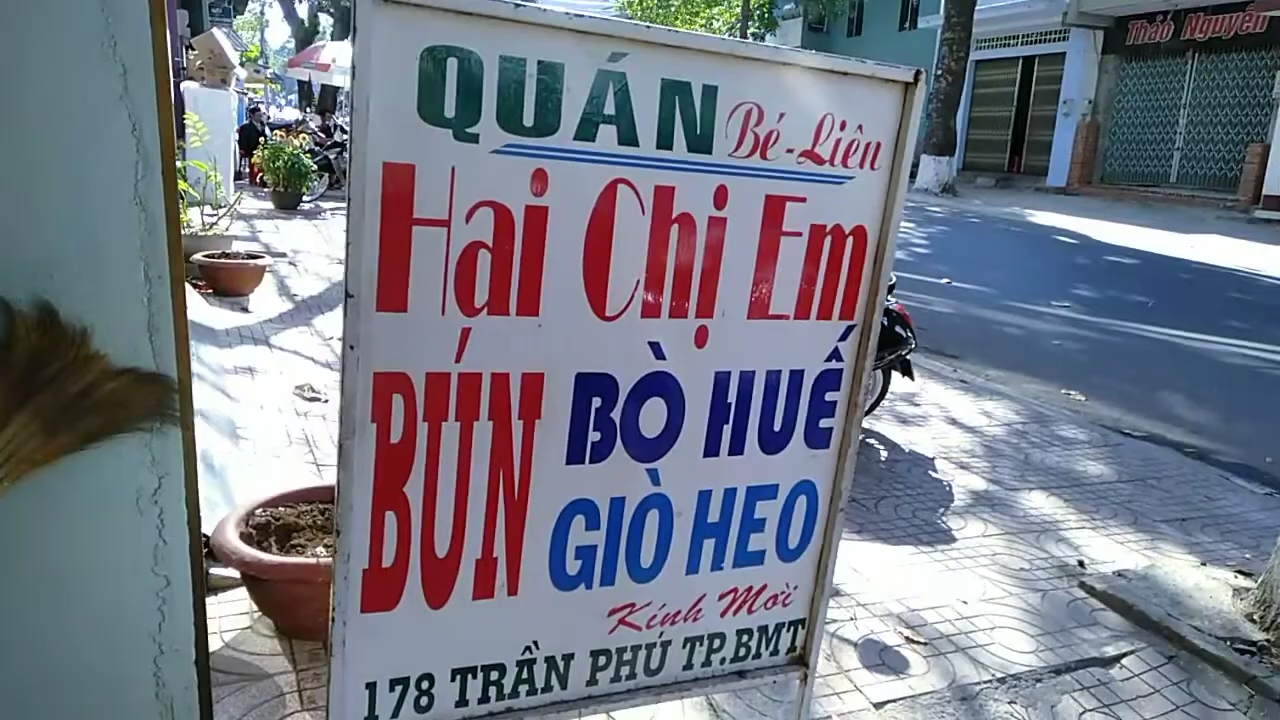 QUÁN Bé-Liên
Hai Chị Em
BÚN BÒ HUẾ
GIÒ HEO
Kính Mời
178 TRẦN PHÚ TP.BMT
Thảo Nguyên